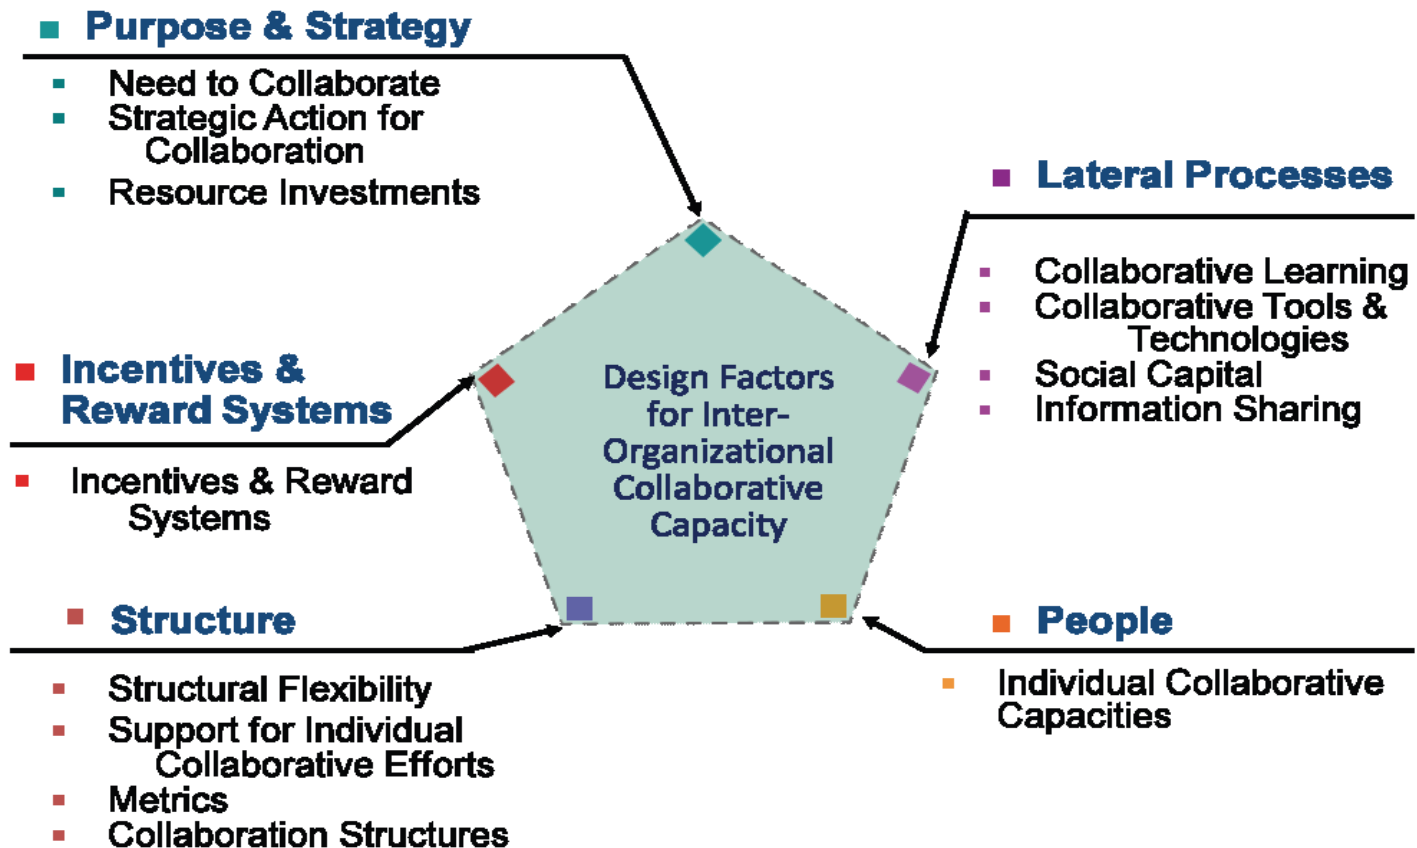 Purpose & Strategy
Need to Collaborate
Strategic Action for
Collaboration
Resource Investments
Lateral Processes
Collaborative Learning
Collaborative Tools &
Technologies
Social Capital
Information Sharing
Incentives &
Reward Systems
Incentives & Reward
Systems
Design Factors
for Inter-
Organizational
Collaborative
Capacity
Structure
Structural Flexibility
Support for Individual
Collaborative Efforts
Metrics
Collaboration Structures
People
Individual Collaborative
Capacities